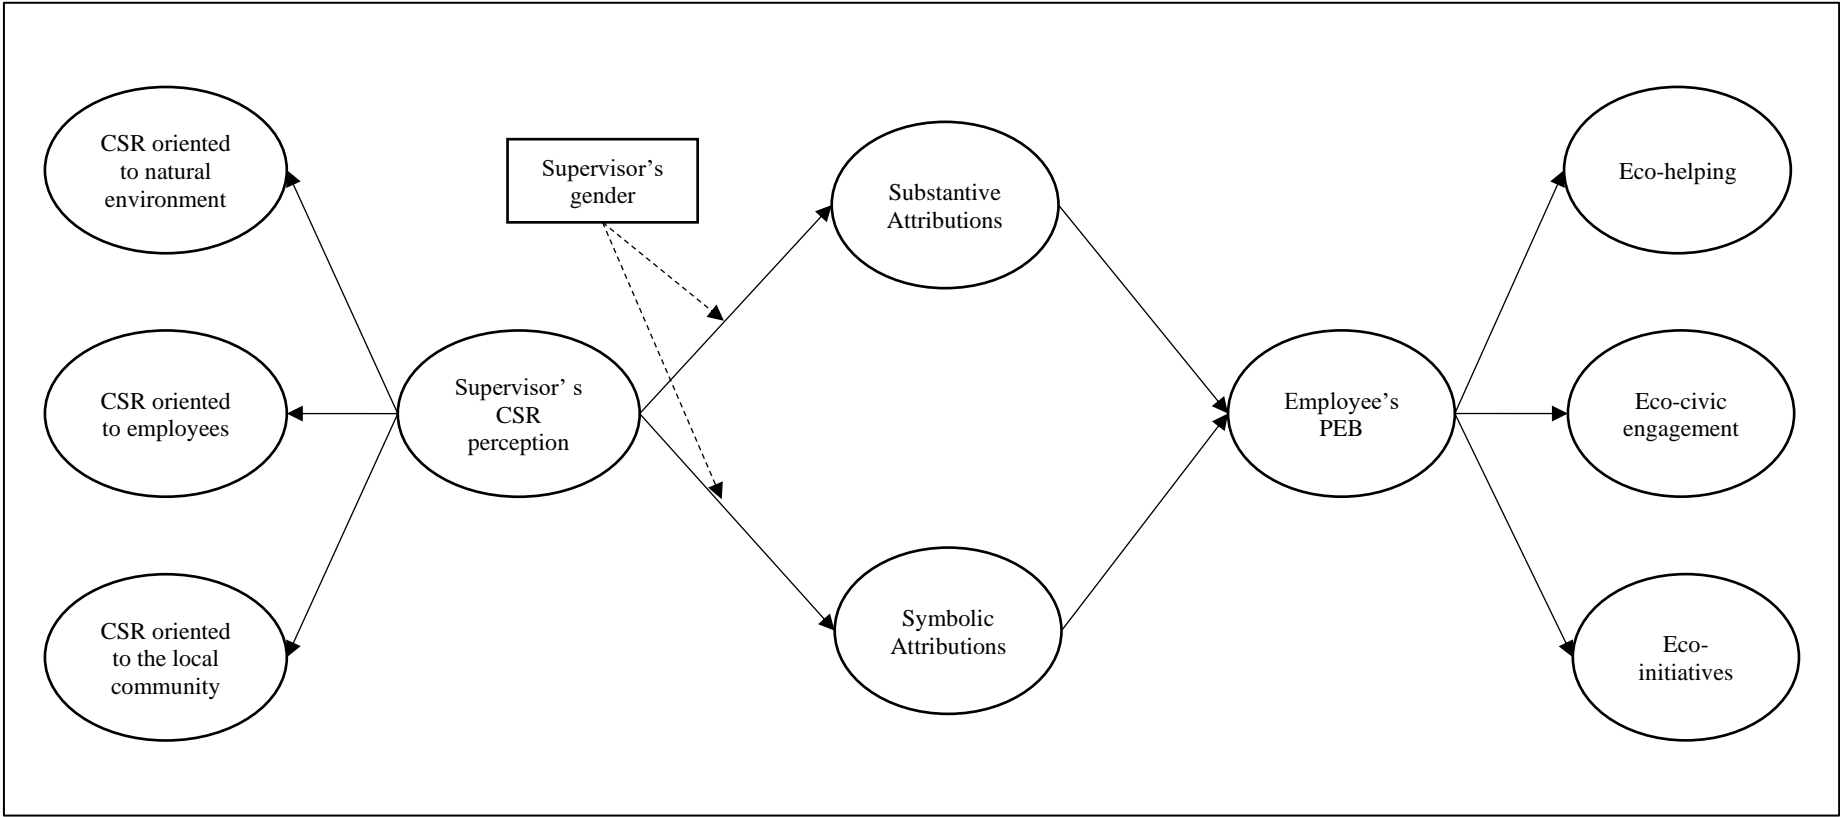 CSR oriented
to natural
environment
CSR oriented
to employees
CSR oriented
to the local
community
Supervisor's
gender
Supervisor' s
CSR
perception
Substantive
Attributions
Symbolic
Attributions
Employee's
PEB
Eco-helping
Eco-civic
engagement
Eco-
initiatives